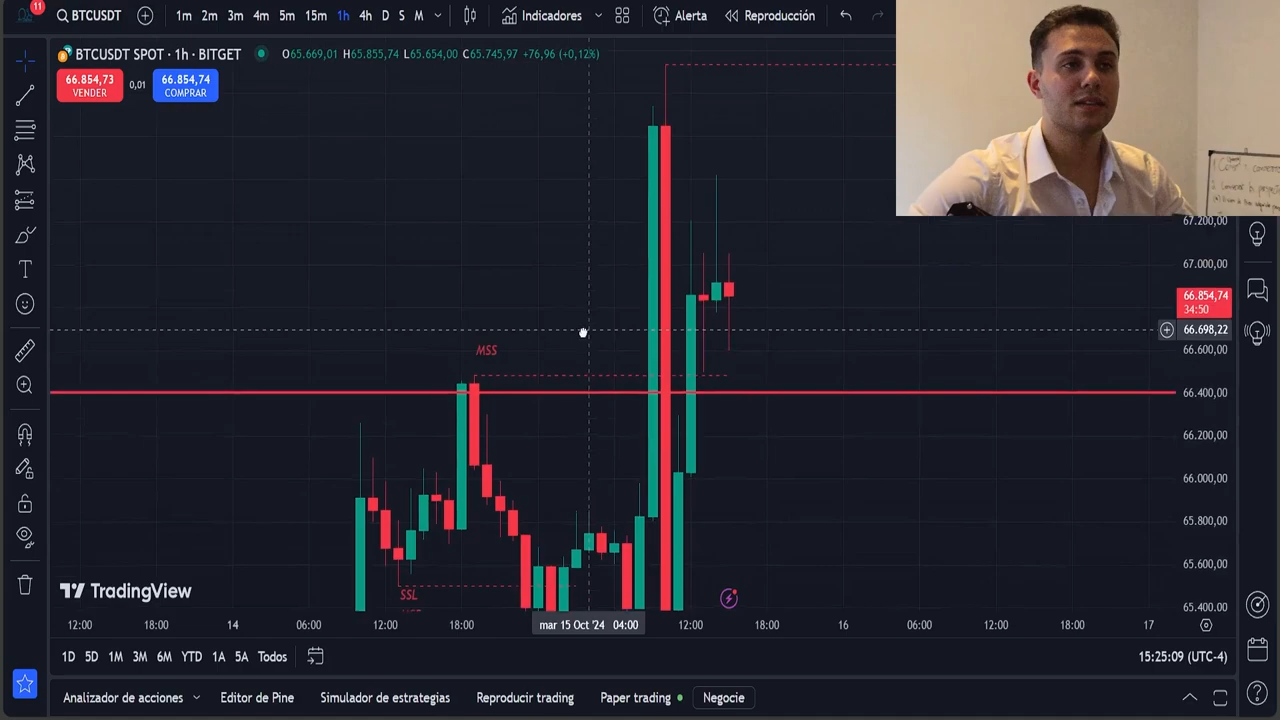 11
BTCUSDT
1m 2m 3m 4m 5m 15m 1h 4h D S M
Indicadores
Alerta
Reproducción
BTCUSDT SPOT · 1h · BITGET
O65.669,01 H65.855,74 L65.654,00 C65.745,97 +76,96 (+0,12%)
66.854,73
VENDER
0,01
66.854,74
COMPRAR
67.200,00
67.000,00
66.854,74
34:50
66.698,22
66.600,00
66.400,00
66.200,00
66.000,00
65.800,00
65.600,00
65.400,00
MSS
SSL
TradingView
12:00 18:00 14 06:00 12:00 18:00 mar 15 Oct '24 04:00 12:00 18:00 16 06:00 12:00 18:00 17
1D 5D 1M 3M 6M YTD 1A 5A Todos
15:25:09 (UTC-4)
Analizador de acciones
Editor de Pine
Simulador de estrategias
Reproducir trading
Paper trading
Negocie